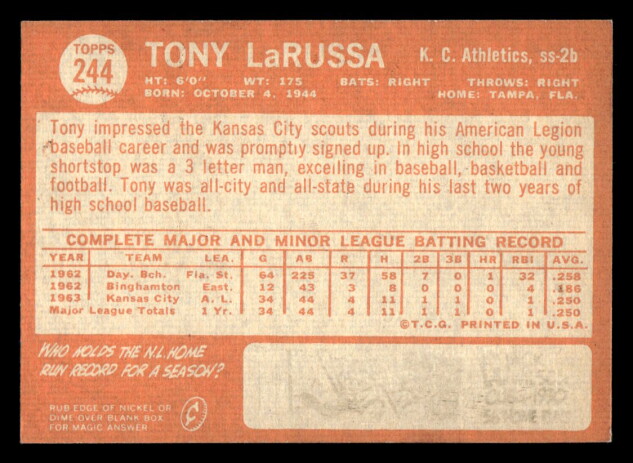 TOPPS
244
TONY LaRUSSA
K. C. Athletics, ss-2b
HT: 6'0" WT: 175 BATS: RIGHT THROWS: RIGHT
BORN: OCTOBER 4, 1944 HOME: TAMPA, FLA.
Tony impressed the Kansas City scouts during his American Legion
baseball career and was promptly signed up. In high school the young
shortstop was a 3 letter man, excelling in baseball, basketball and
football. Tony was all-city and all-state during his last two years of
high school baseball.
COMPLETE MAJOR AND MINOR LEAGUE BATTING RECORD
YEAR TEAM LEA. G AB R H 2B 3B HR RBI AVG.
1962 Day. Bch. Fla. St. 64 225 37 58 7 0 1 32 .258
1962 Binghamton East. 12 43 3 8 0 0 0 4 .186
1963 Kansas City A. L. 34 44 4 11 1 1 0 1 .250
Major League Totals 1 Yr. 34 44 4 11 1 1 0 1 .250
©T.C.G. PRINTED IN U.S.A.
WHO HOLDS THE N.L. HOME
RUN RECORD FOR A SEASON?
RUB EDGE OF NICKEL OR
DIME OVER BLANK BOX
FOR MAGIC ANSWER